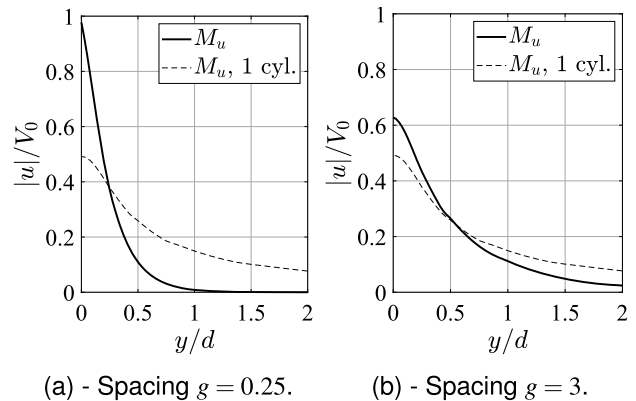 1
0.8
0.6
0.4
0.2
0
|u|/V₀
M_u
M_u, 1 cyl.
0 0.5 1 1.5 2
y/d
(a) - Spacing g = 0.25.
1
0.8
0.6
0.4
0.2
0
|u|/V₀
M_u
M_u, 1 cyl.
0 0.5 1 1.5 2
y/d
(b) - Spacing g = 3.